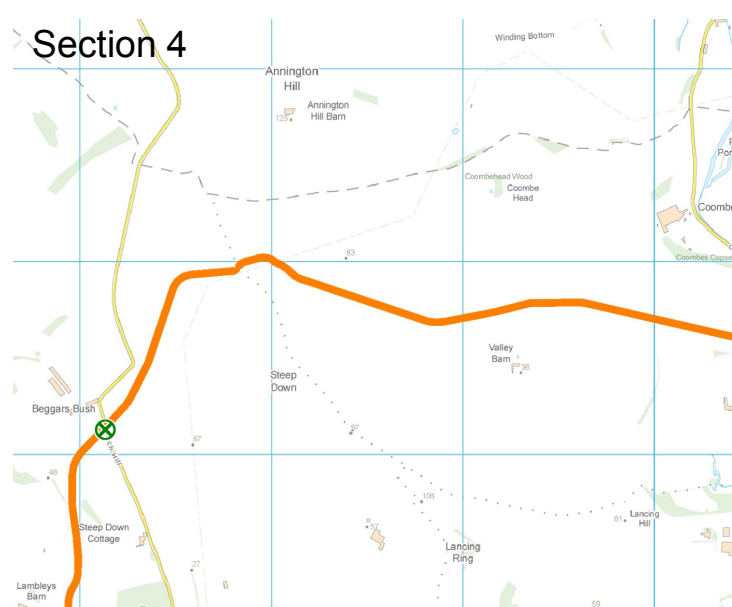 Section 4
Winding Bottom
Annington
Hill
Annington
Hill Barn
123
Coombehead Wood
Coombe
Head
Coombes Copse
83
Valley
Barn
36
Steep
Down
Beggars Bush
97
67
48
106
Steep Down
Cottage
57
81
Lancing
Hill
Lancing
Ring
27
Lambleys
Barn
59